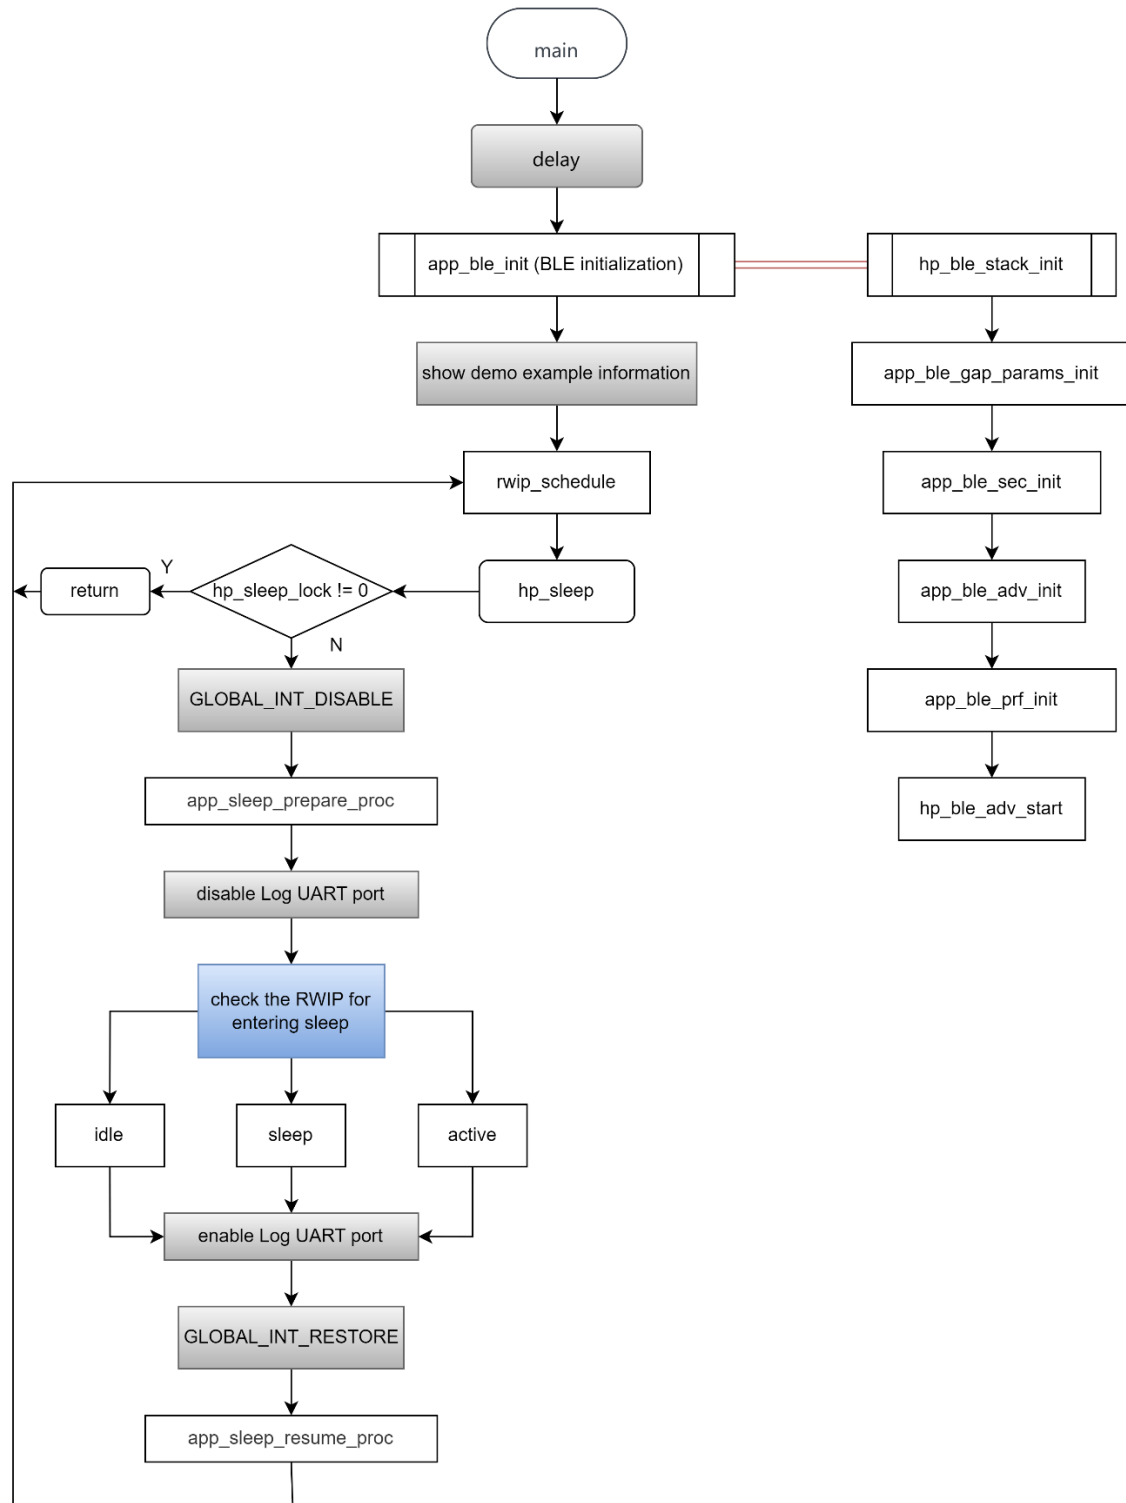 main
delay
app_ble_init (BLE initialization)
hp_ble_stack_init
show demo example information
app_ble_gap_params_init
rwip_schedule
app_ble_sec_init
return
Y
hp_sleep_lock != 0
hp_sleep
app_ble_adv_init
N
GLOBAL_INT_DISABLE
app_ble_prf_init
app_sleep_prepare_proc
hp_ble_adv_start
disable Log UART port
check the RWIP for
entering sleep
idle
sleep
active
enable Log UART port
GLOBAL_INT_RESTORE
app_sleep_resume_proc